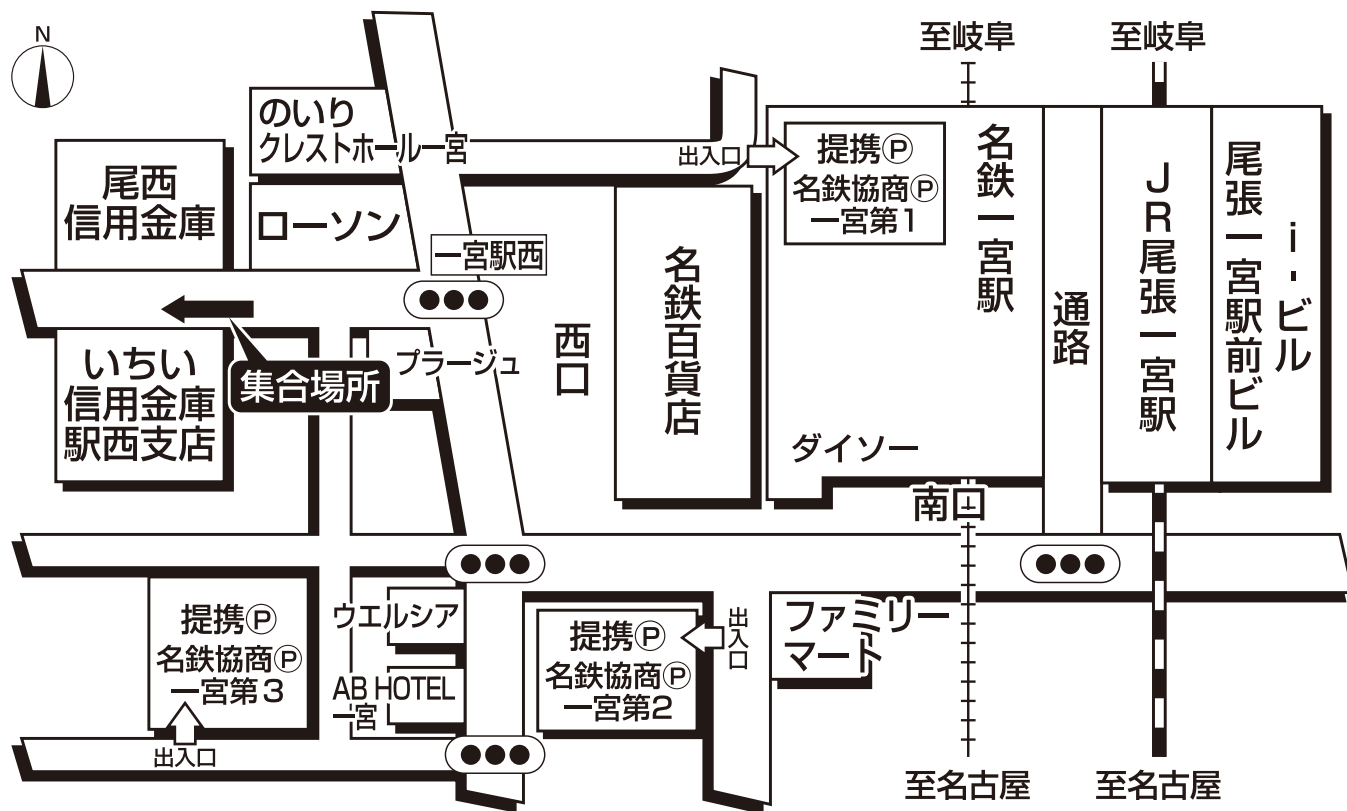 N
至岐阜
至岐阜
のいり
クレストホール一宮
出入口
提携Ⓟ
名鉄協商Ⓟ
一宮第1
名鉄一宮駅
通路
JR尾張一宮駅
尾張一宮駅前ビル
i-ビル
尾西
信用金庫
ローソン
一宮駅西
西口
名鉄百貨店
いちい
信用金庫
駅西支店
集合場所
プラージュ
ダイソー
南口
提携Ⓟ
名鉄協商Ⓟ
一宮第3
出入口
ウエルシア
AB HOTEL
一宮
提携Ⓟ
名鉄協商Ⓟ
一宮第2
出入口
ファミリー
マート
至名古屋
至名古屋